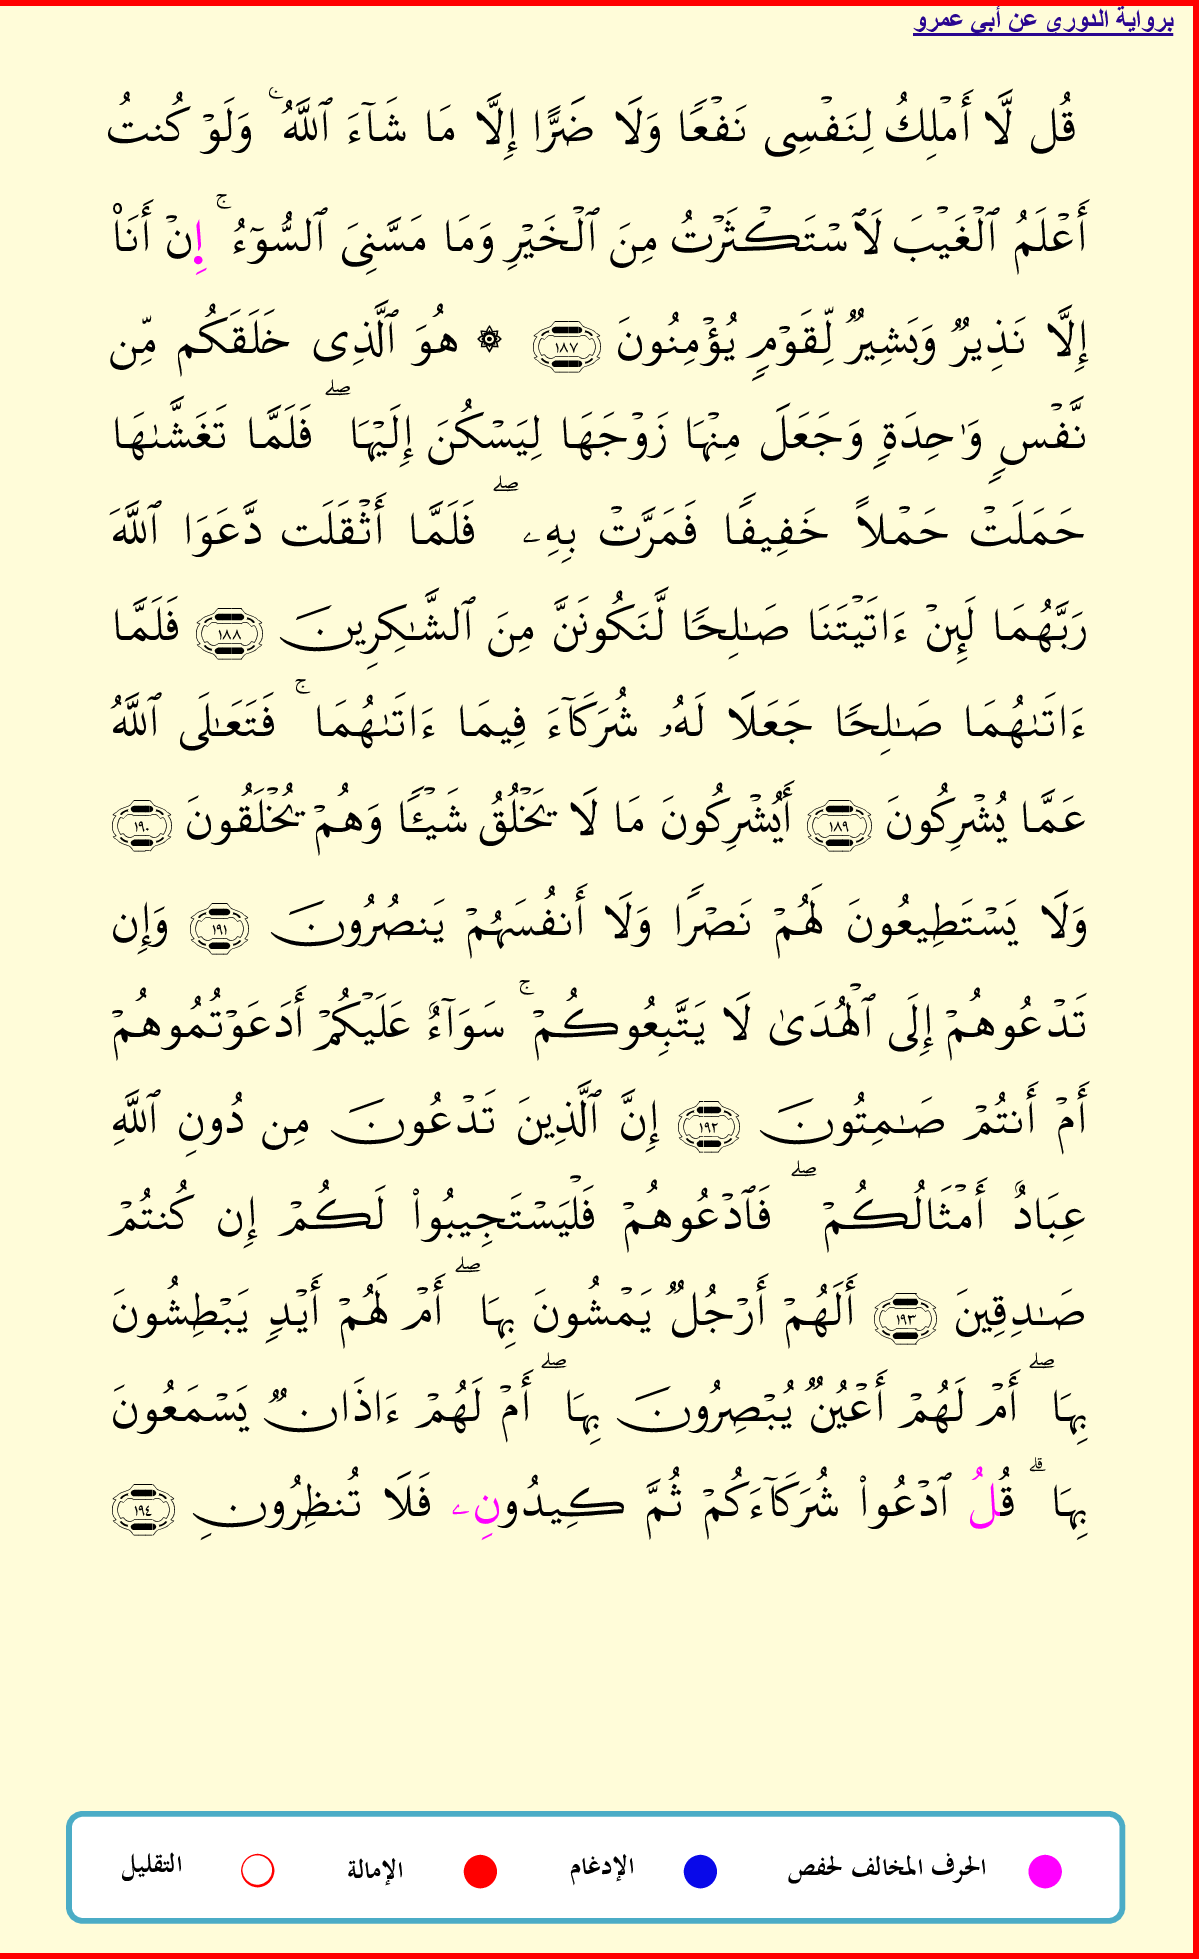 برواية الدوري عن أبي عمرو
قُل لَّا أَمۡلِكُ لِنَفۡسِى نَفۡعًا وَلَا ضَرًّا إِلَّا مَا شَآءَ ٱللَّهُۚ وَلَوۡ كُنتُ
أَعۡلَمُ ٱلۡغَيۡبَ لَٱسۡتَكۡثَرۡتُ مِنَ ٱلۡخَيۡرِ وَمَا مَسَّنِىَ ٱلسُّوٓءُۚ إِنۡ أَنَا۠
إِلَّا نَذِيرٌ وَبَشِيرٌ لِّقَوۡمٍ يُؤۡمِنُونَ ١٨٧ ۞ هُوَ ٱلَّذِى خَلَقَكُم مِّن
نَّفۡسٍ وَٰحِدَةٍ وَجَعَلَ مِنۡهَا زَوۡجَهَا لِيَسۡكُنَ إِلَيۡهَاۖ فَلَمَّا تَغَشَّىٰهَا
حَمَلَتۡ حَمۡلاً خَفِيفًا فَمَرَّتۡ بِهِۦۖ فَلَمَّا أَثۡقَلَت دَّعَوَا ٱللَّهَ
رَبَّهُمَا لَئِنۡ ءَاتَيۡتَنَا صَٰلِحًا لَّنَكُونَنَّ مِنَ ٱلشَّٰكِرِينَ ١٨٨ فَلَمَّا
ءَاتَىٰهُمَا صَٰلِحًا جَعَلَا لَهُۥ شُرَكَآءَ فِيمَا ءَاتَىٰهُمَاۚ فَتَعَٰلَى ٱللَّهُ
عَمَّا يُشۡرِكُونَ ١٨٩ أَيُشۡرِكُونَ مَا لَا يَخۡلُقُ شَيۡـًٔا وَهُمۡ يُخۡلَقُونَ ١٩٠
وَلَا يَسۡتَطِيعُونَ لَهُمۡ نَصۡرًا وَلَا أَنفُسَهُمۡ يَنصُرُونَ ١٩١ وَإِن
تَدۡعُوهُمۡ إِلَى ٱلۡهُدَىٰ لَا يَتَّبِعُوكُمۡۚ سَوَآءٌ عَلَيۡكُمۡ أَدَعَوۡتُمُوهُمۡ
أَمۡ أَنتُمۡ صَٰمِتُونَ ١٩٢ إِنَّ ٱلَّذِينَ تَدۡعُونَ مِن دُونِ ٱللَّهِ
عِبَادٌ أَمۡثَالُكُمۡۖ فَٱدۡعُوهُمۡ فَلۡيَسۡتَجِيبُوا۟ لَكُمۡ إِن كُنتُمۡ
صَٰدِقِينَ ١٩٣ أَلَهُمۡ أَرۡجُلٌ يَمۡشُونَ بِهَاۖ أَمۡ لَهُمۡ أَيۡدٍ يَبۡطِشُونَ
بِهَاۖ أَمۡ لَهُمۡ أَعۡيُنٌ يُبۡصِرُونَ بِهَاۖ أَمۡ لَهُمۡ ءَاذَانٌ يَسۡمَعُونَ
بِهَاۗ قُلُ ٱدۡعُوا۟ شُرَكَآءَكُمۡ ثُمَّ كِيدُونِۦ فَلَا تُنظِرُونِ ١٩٤
الحرف المخالف لحفص الإدغام الإمالة التقليل